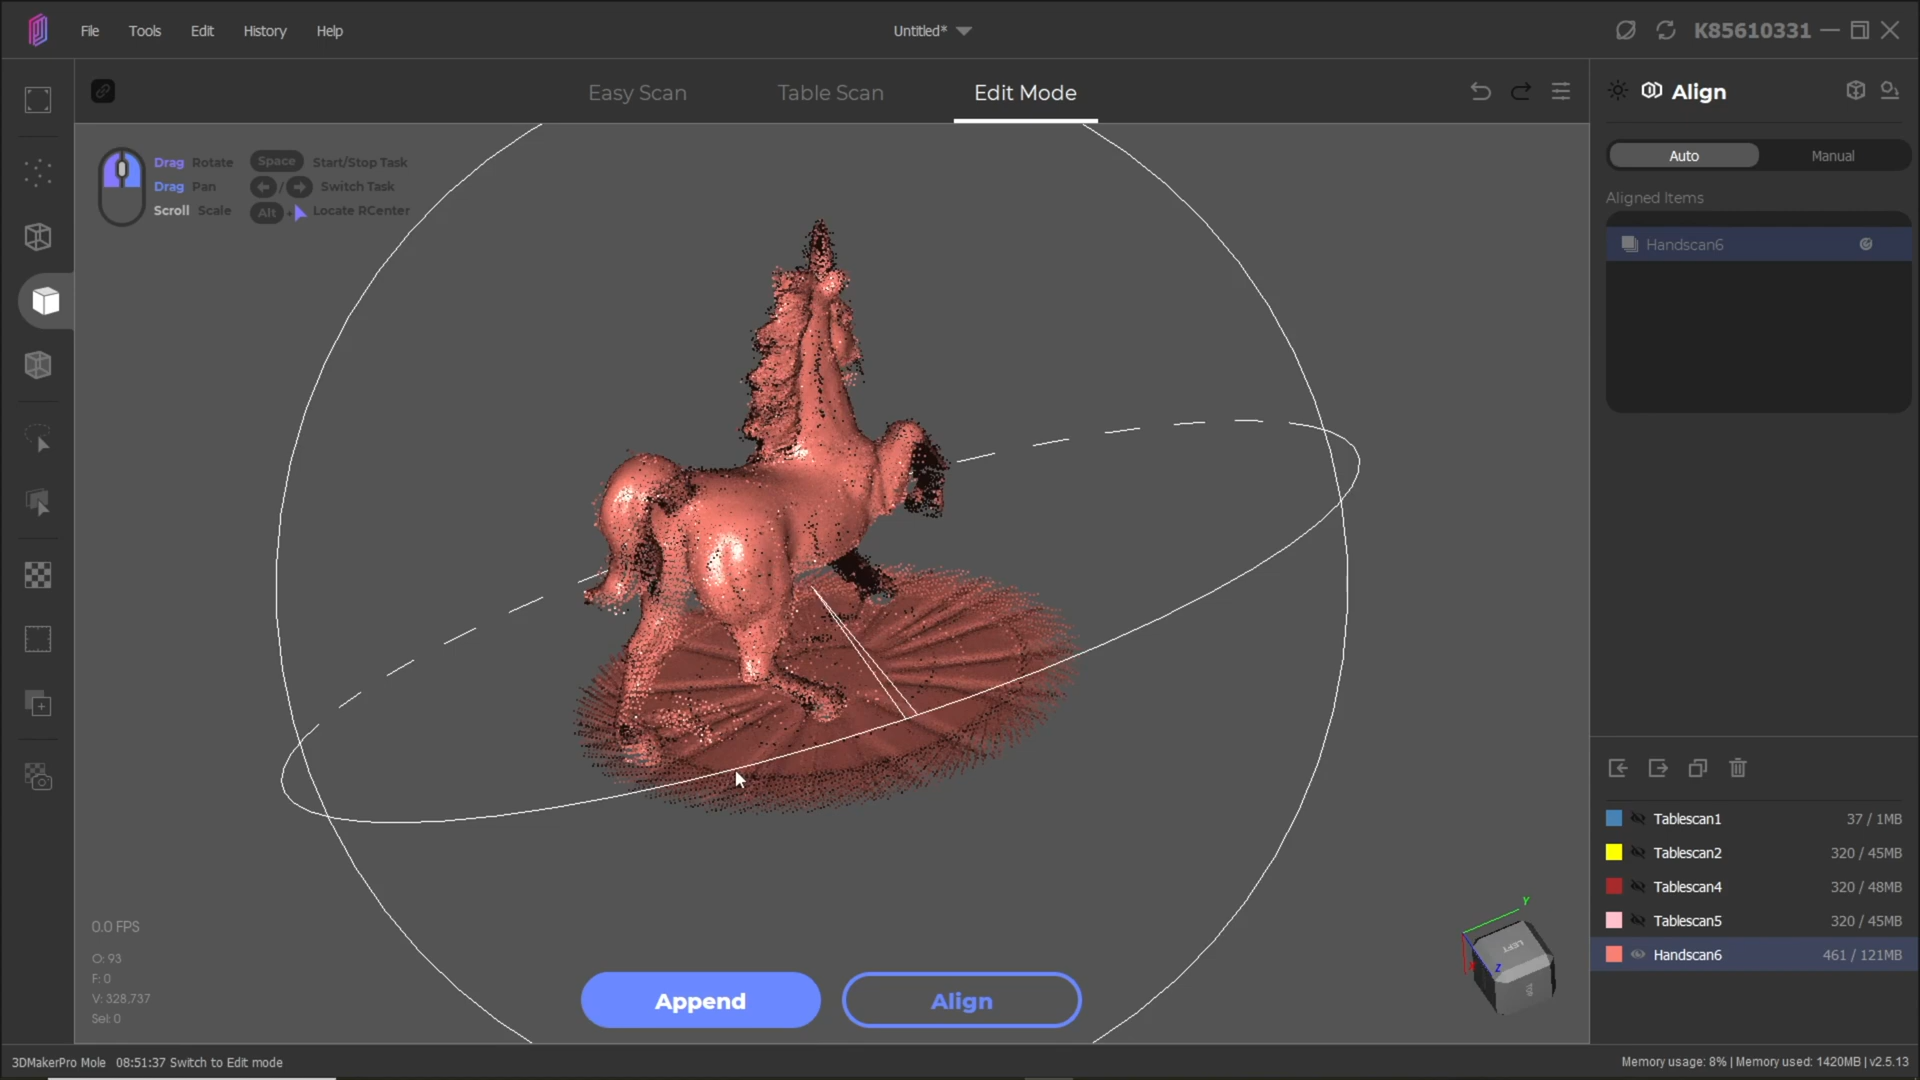 File Tools Edit History Help Untitled* K85610331
Easy Scan Table Scan Edit Mode
Align
Drag Rotate Space Start/Stop Task
Drag Pan / Switch Task
Scroll Scale Alt + Locate RCenter
Auto Manual
Aligned Items
Handscan6
Tablescan1 37 / 1MB
Tablescan2 320 / 45MB
Tablescan4 320 / 48MB
Tablescan5 320 / 45MB
Handscan6 461 / 121MB
0.0 FPS
O: 93
F: 0
V: 328,737
Sel: 0
Append Align
Y
LEFT
Z
3DMakerPro Mole 08:51:37 Switch to Edit mode
Memory usage: 8% | Memory used: 1420MB | v2.5.13